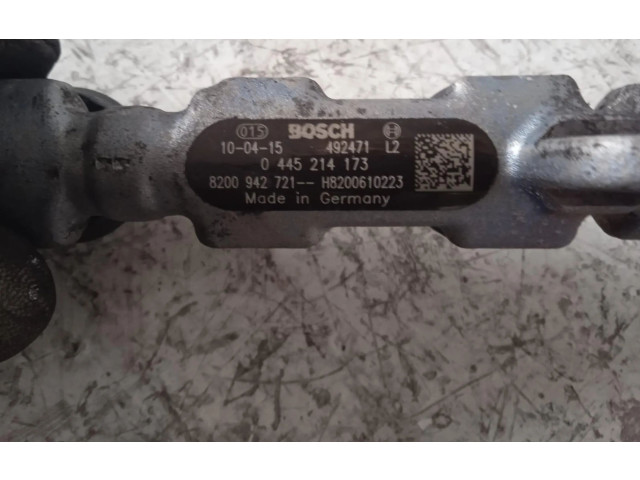 015 BOSCH
10-04-15 492471 L2
0 445 214 173
8200 942 721-- H8200610223
Made in Germany